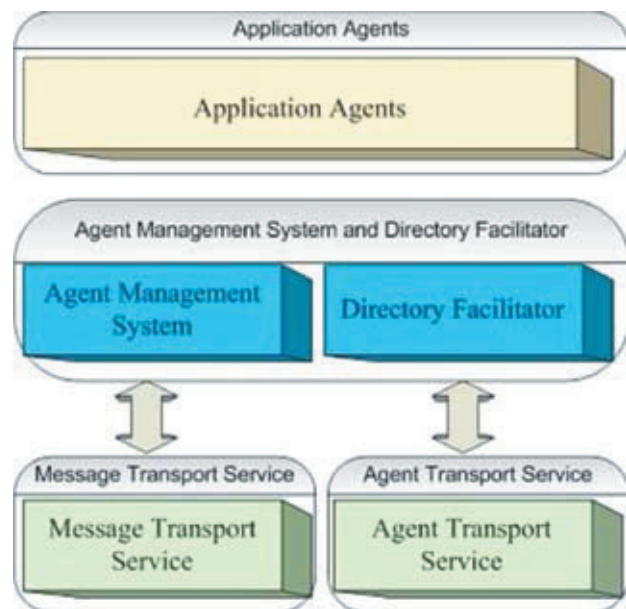 Application Agents
Application Agents
Agent Management System and Directory Facilitator
Agent Management
System
Directory Facilitator
Message Transport Service
Message Transport
Service
Agent Transport Service
Agent Transport
Service